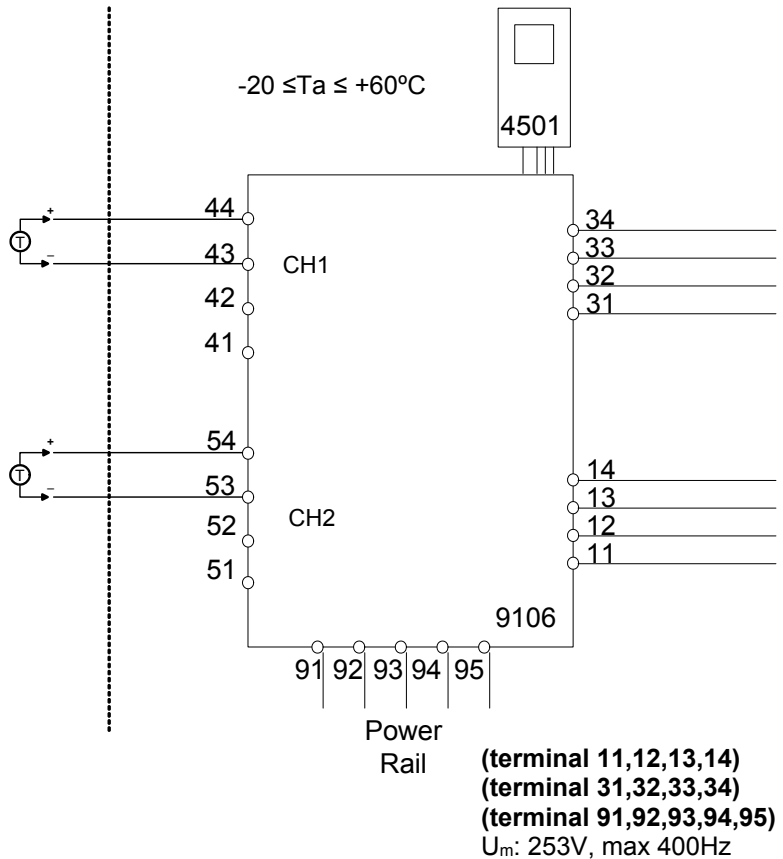 -20 ≤Ta ≤ +60ºC
4501
44
43
42
41
CH1
34
33
32
31
54
53
52
51
CH2
14
13
12
11
9106
91 92 93 94 95
Power
Rail
(terminal 11,12,13,14)
(terminal 31,32,33,34)
(terminal 91,92,93,94,95)
Um: 253V, max 400Hz
T
+
–
T
+
–